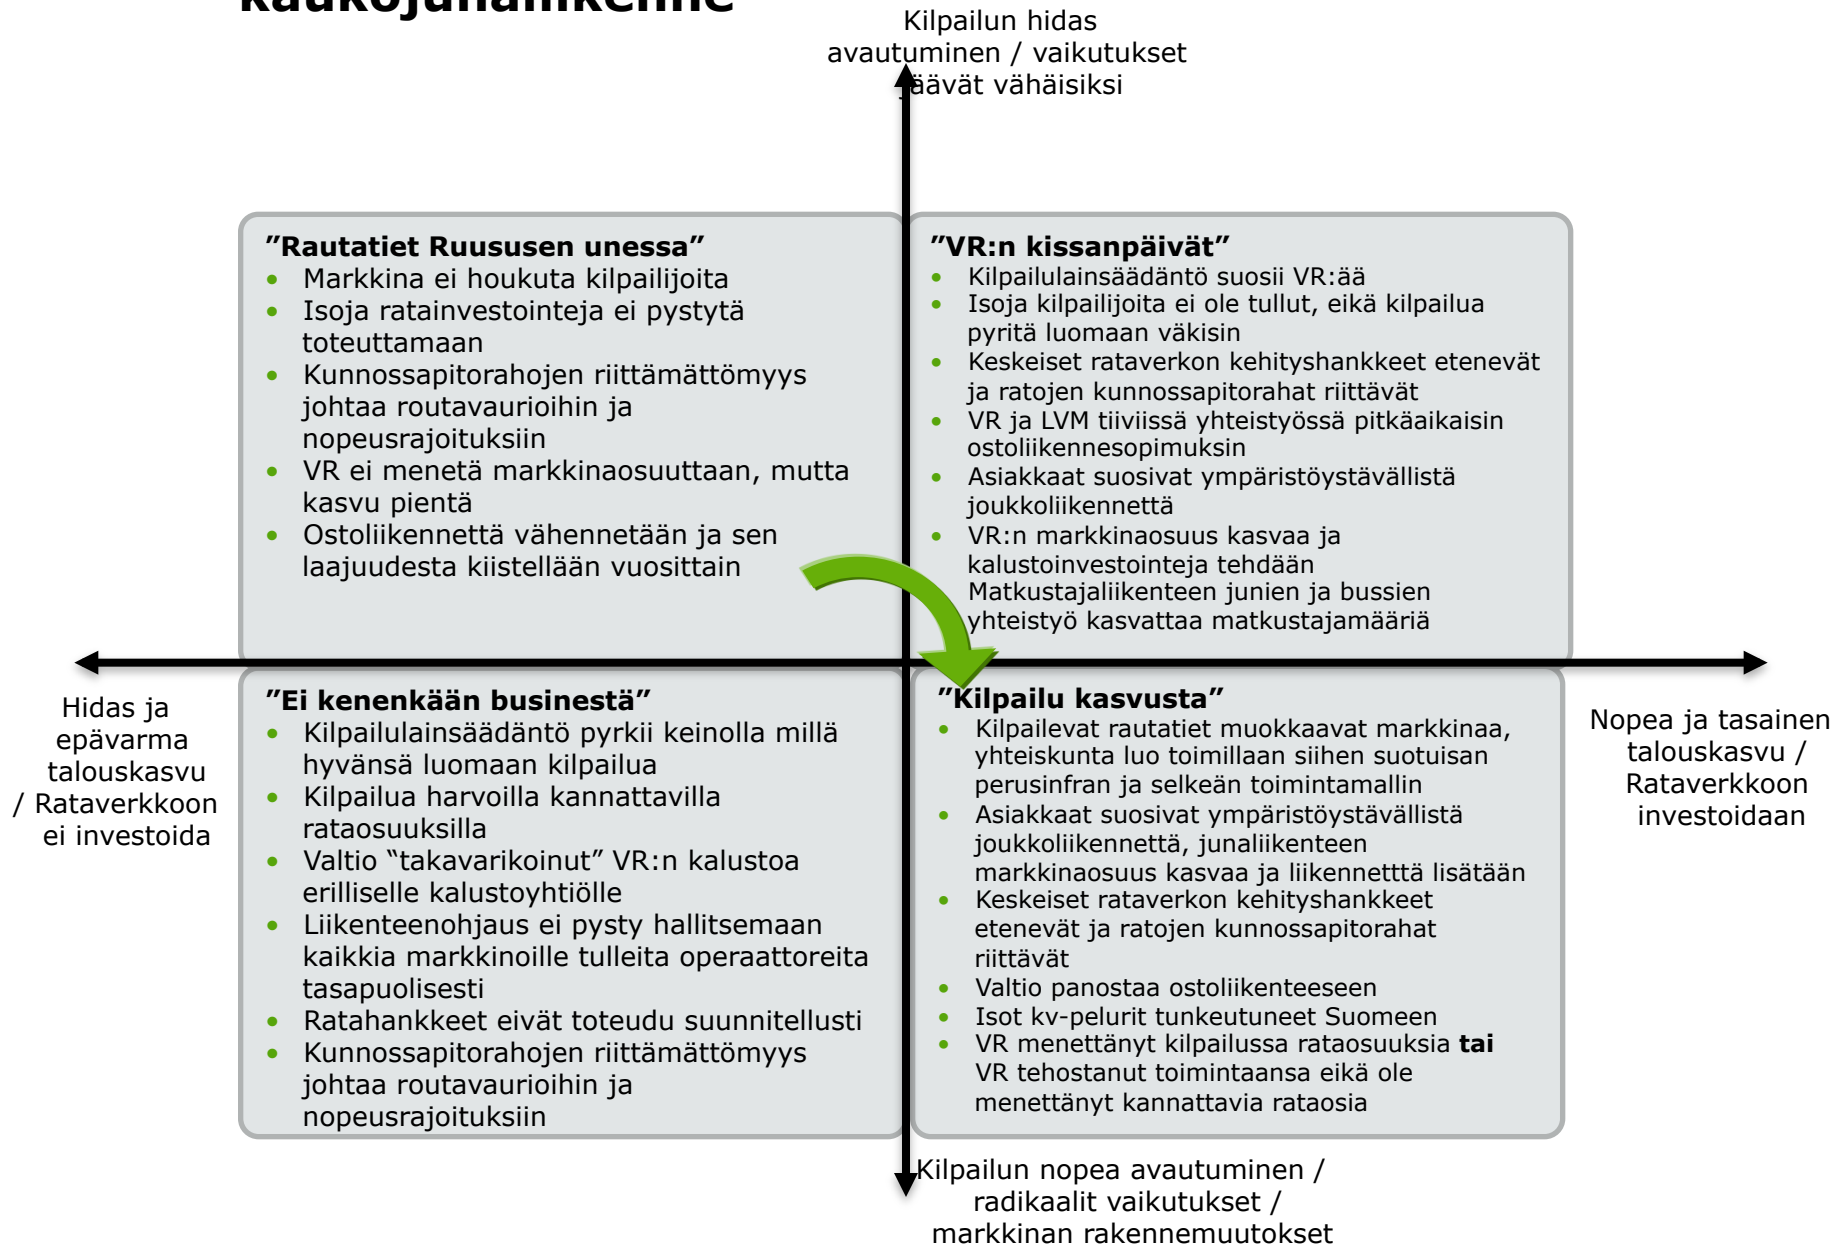 kaukojunaliikenne
Kilpailun hidas
avautuminen / vaikutukset
jäävät vähäisiksi
”Rautatiet Ruususen unessa”
• Markkina ei houkuta kilpailijoita
• Isoja ratainvestointeja ei pystytä
toteuttamaan
• Kunnossapitorahojen riittämättömyys
johtaa routavaurioihin ja
nopeusrajoituksiin
• VR ei menetä markkinaosuuttaan, mutta
kasvu pientä
• Ostoliikennettä vähennetään ja sen
laajuudesta kiistellään vuosittain
”VR:n kissanpäivät”
• Kilpailulainsäädäntö suosii VR:ää
• Isoja kilpailijoita ei ole tullut, eikä kilpailua
pyritä luomaan väkisin
• Keskeiset rataverkon kehityshankkeet etenevät
ja ratojen kunnossapitorahat riittävät
• VR ja LVM tiiviissä yhteistyössä pitkäaikaisin
ostoliikennesopimuksin
• Asiakkaat suosivat ympäristöystävällistä
joukkoliikennettä
• VR:n markkinaosuus kasvaa ja
kalustoinvestointeja tehdään
Matkustajaliikenteen junien ja bussien
yhteistyö kasvattaa matkustajamääriä
Hidas ja
epävarma
talouskasvu
/ Rataverkkoon
ei investoida
”Ei kenenkään businestä”
• Kilpailulainsäädäntö pyrkii keinolla millä
hyvänsä luomaan kilpailua
• Kilpailua harvoilla kannattavilla
rataosuuksilla
• Valtio “takavarikoinut” VR:n kalustoa
erilliselle kalustoyhtiölle
• Liikenteenohjaus ei pysty hallitsemaan
kaikkia markkinoille tulleita operaattoreita
tasapuolisesti
• Ratahankkeet eivät toteudu suunnitellusti
• Kunnossapitorahojen riittämättömyys
johtaa routavaurioihin ja
nopeusrajoituksiin
”Kilpailu kasvusta”
• Kilpailevat rautatiet muokkaavat markkinaa,
yhteiskunta luo toimillaan siihen suotuisan
perusinfran ja selkeän toimintamallin
• Asiakkaat suosivat ympäristöystävällistä
joukkoliikennettä, junaliikenteen
markkinaosuus kasvaa ja liikennetttä lisätään
• Keskeiset rataverkon kehityshankkeet
etenevät ja ratojen kunnossapitorahat
riittävät
• Valtio panostaa ostoliikenteeseen
• Isot kv-pelurit tunkeutuneet Suomeen
• VR menettänyt kilpailussa rataosuuksia tai
VR tehostanut toimintaansa eikä ole
menettänyt kannattavia rataosia
Nopea ja tasainen
talouskasvu /
Rataverkkoon
investoidaan
Kilpailun nopea avautuminen /
radikaalit vaikutukset /
markkinan rakennemuutokset